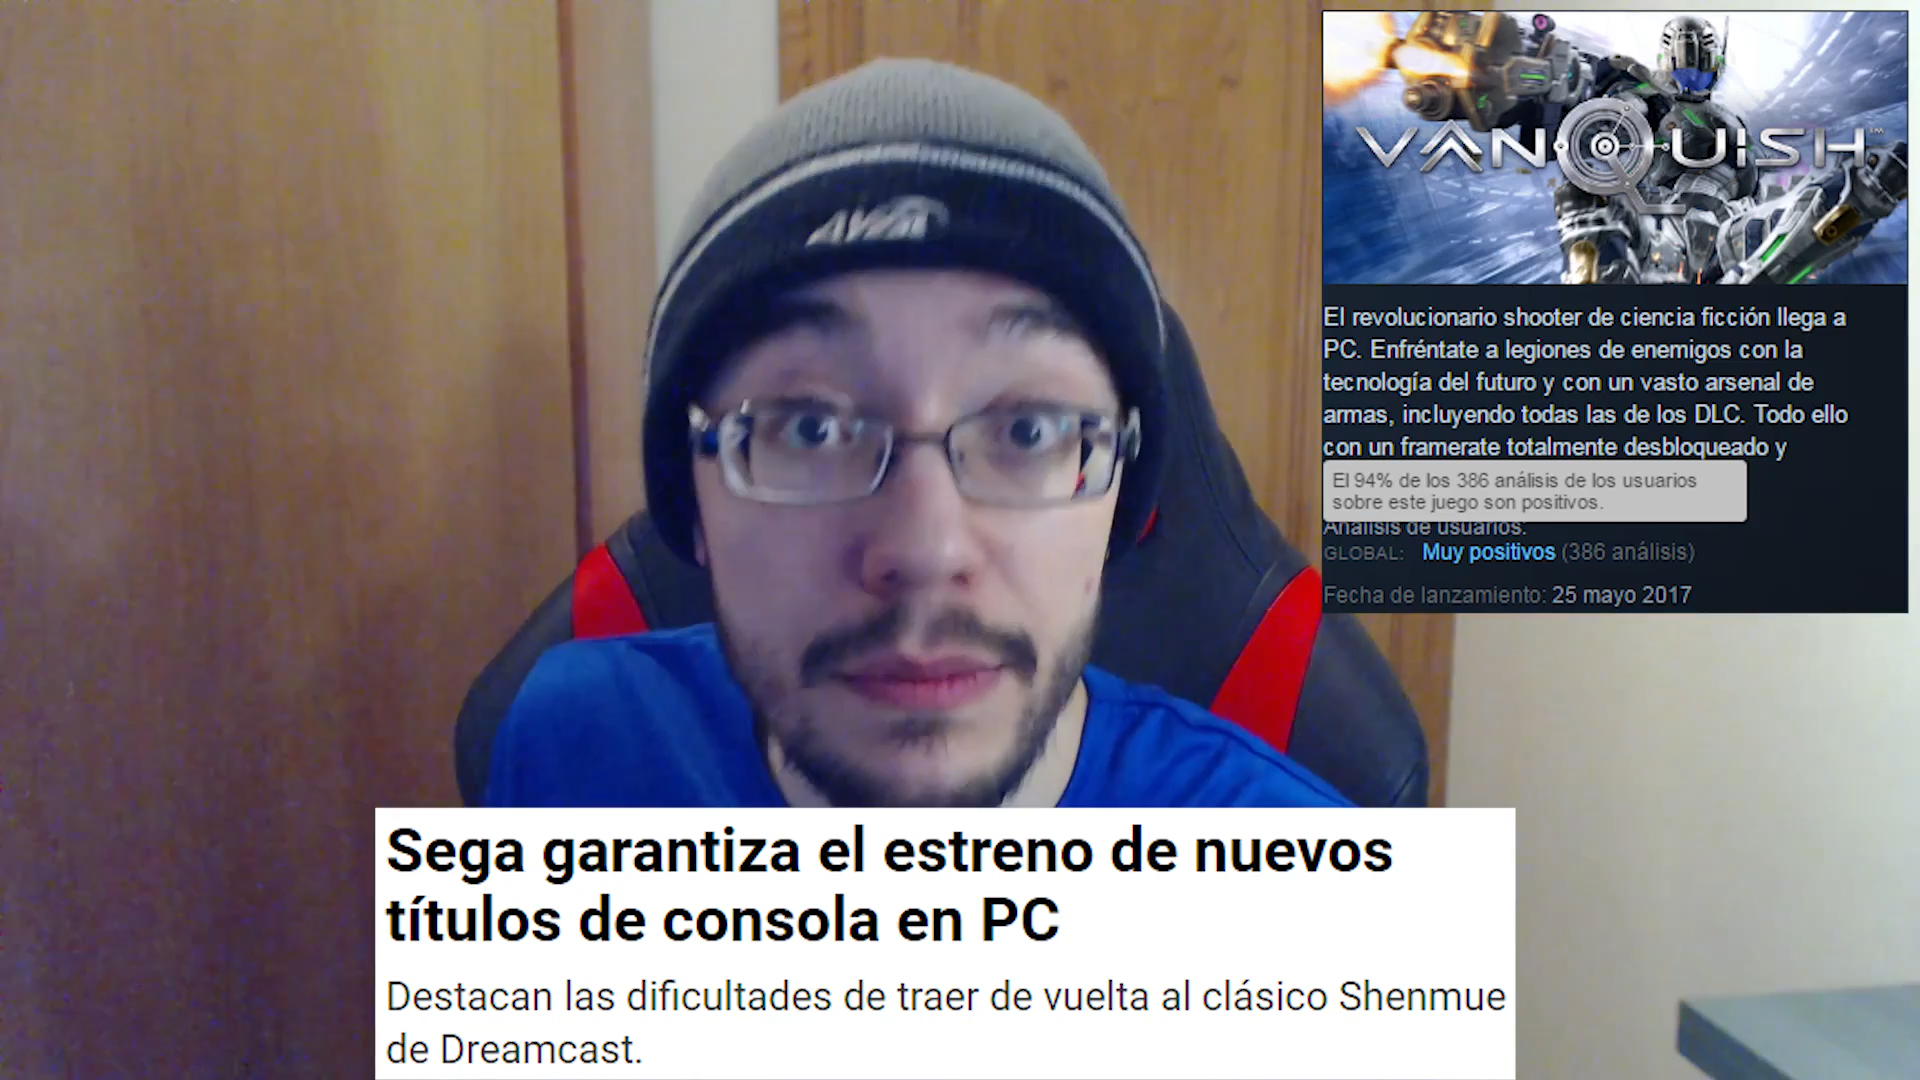 VANQUISH™
El revolucionario shooter de ciencia ficción llega a
PC. Enfréntate a legiones de enemigos con la
tecnología del futuro y con un vasto arsenal de
armas, incluyendo todas las de los DLC. Todo ello
con un framerate totalmente desbloqueado y
El 94% de los 386 análisis de los usuarios
sobre este juego son positivos.
Análisis de usuarios:
GLOBAL: Muy positivos (386 análisis)
Fecha de lanzamiento: 25 mayo 2017
Sega garantiza el estreno de nuevos
títulos de consola en PC
Destacan las dificultades de traer de vuelta al clásico Shenmue
de Dreamcast.